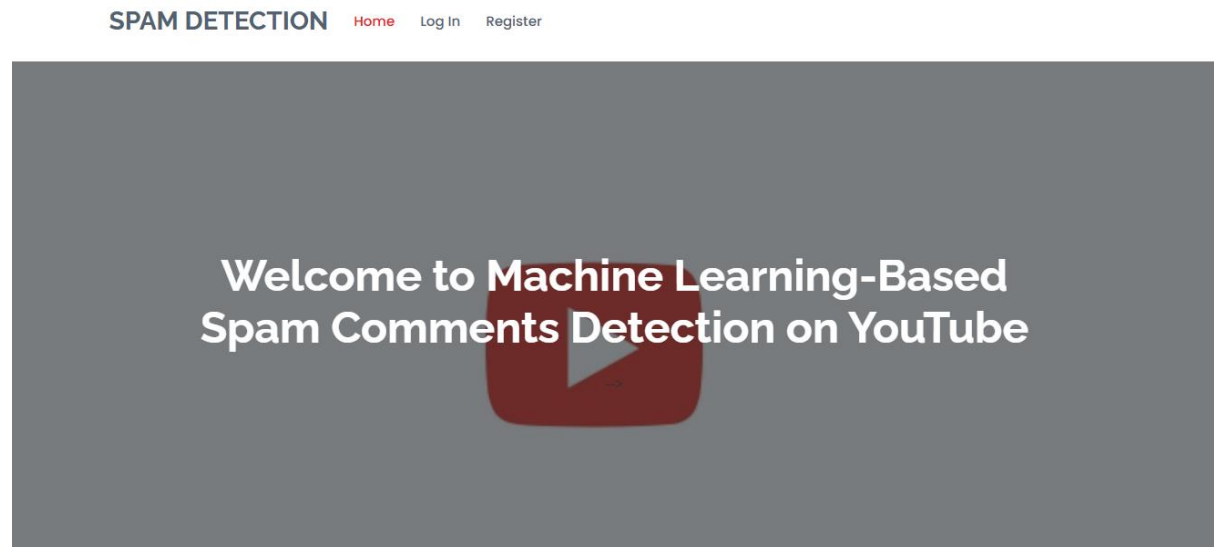 SPAM DETECTION Home Log In Register
Welcome to Machine Learning-Based
Spam Comments Detection on YouTube
-->